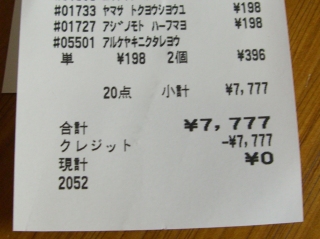 #01733 ヤマサ トクヨウショウユ ¥198
#01727 アジノモト ハーフマヨ ¥198
#05501 アルケヤキニクタレヨウ
単 ¥198 2個 ¥396
20点 小計 ¥7,777
合計 ¥7,777
クレジット -¥7,777
現計 ¥0
2052